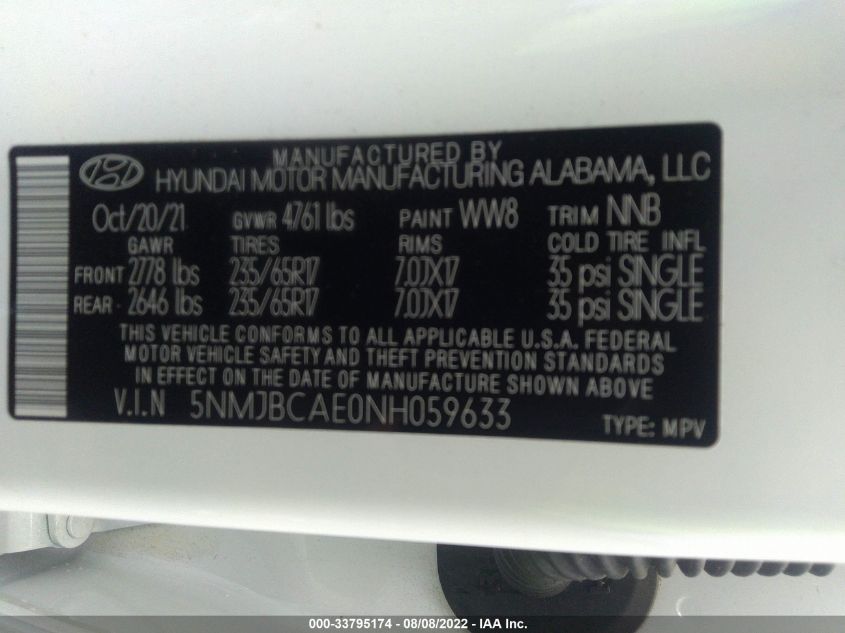 MANUFACTURED BY
HYUNDAI MOTOR MANUFACTURING ALABAMA, LLC
Oct/20/21 GVWR 4761 lbs PAINT WW8 TRIM NNB
GAWR TIRES RIMS COLD TIRE INFL
FRONT 2778 lbs 235/65R17 7.0JX17 35 psi SINGLE
REAR - 2646 lbs 235/65R17 7.0JX17 35 psi SINGLE
THIS VEHICLE CONFORMS TO ALL APPLICABLE U.S.A. FEDERAL
MOTOR VEHICLE SAFETY AND THEFT PREVENTION STANDARDS
IN EFFECT ON THE DATE OF MANUFACTURE SHOWN ABOVE
V.I.N 5NMJBCAE0NH059633
TYPE: MPV
000-33795174 - 08/08/2022 - IAA Inc.